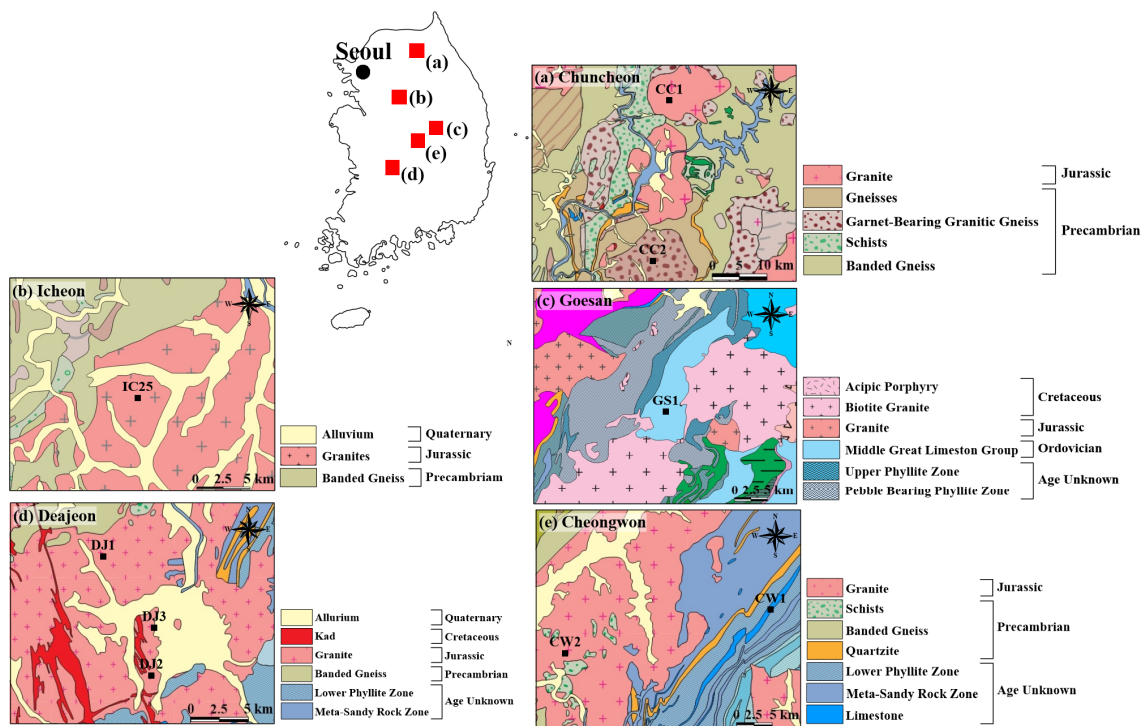 Seoul
(a)
(b)
(c)
(e)
(d)
(a) Chuncheon
N
W E
S
CC1
CC2
0 5 10 km
Granite
Jurassic
Gneisses
Garnet-Bearing Granitic Gneiss
Schists
Banded Gneiss
Precambrian
(b) Icheon
W E
S
IC25
0 2.5 5 km
Alluvium
Quaternary
Granites
Jurassic
Banded Gneiss
Precambriam
N
(c) Goesan
N
W E
S
GS1
0 2.5 5 km
Acipic Porphyry
Biotite Granite
Cretaceous
Granite
Jurassic
Middle Great Limeston Group
Ordovician
Upper Phyllite Zone
Pebble Bearing Phyllite Zone
Age Unknown
(d) Deajeon
N
W E
S
DJ1
DJ3
DJ2
0 2.5 5 km
Allurium
Quaternary
Kad
Cretaceous
Granite
Jurassic
Banded Gneiss
Precambrian
Lower Phyllite Zone
Meta-Sandy Rock Zone
Age Unknown
(e) Cheongwon
N
W E
S
CW1
CW2
0 2.5 5 km
Granite
Jurassic
Schists
Banded Gneiss
Quartzite
Precambrian
Lower Phyllite Zone
Meta-Sandy Rock Zone
Limestone
Age Unknown